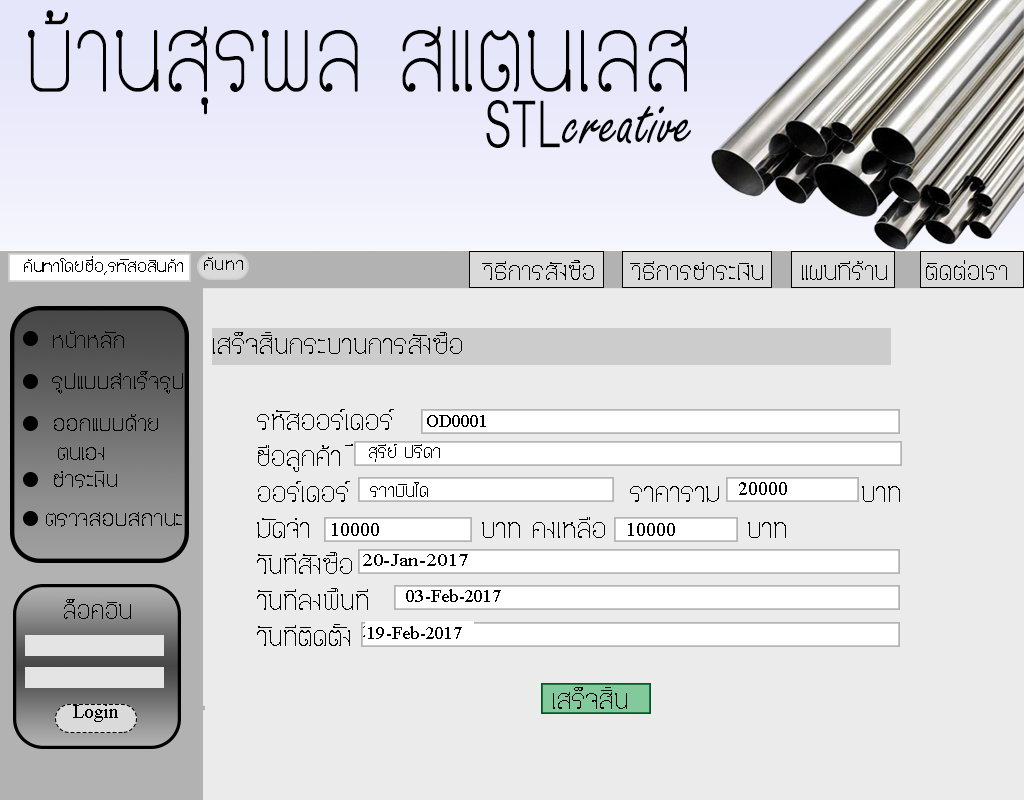 บ้านสุรพล สแตนเลส
STLcreative
ค้นหาโดยชื่อ,รหัสอสินค้า ค้นหา วิธีการสั่งซื้อ วิธีการชำระเงิน แผนที่ร้าน ติดต่อเรา
หน้าหลัก
รูปแบบสำเร็จรูป
ออกแบบด้วย
ตนเอง
ชำระเงิน
ตรวจสอบสถานะ
ล็อคอิน
Login
เสร็จสิ้นกระบานการสั่งซื้อ
รหัสออร์เดอร์ OD0001
ชื่อลูกค้า สุรีย์ ปรีดา
ออร์เดอร์ ราาบันได ราคาราม 20000 บาท
มัดจำ 10000 บาท คงเหลือ 10000 บาท
วันที่สั่งซื้อ 20-Jan-2017
วันที่ลงพื้นที่ 03-Feb-2017
วันที่ติดตั้ง 19-Feb-2017
เสร็จสิ้น